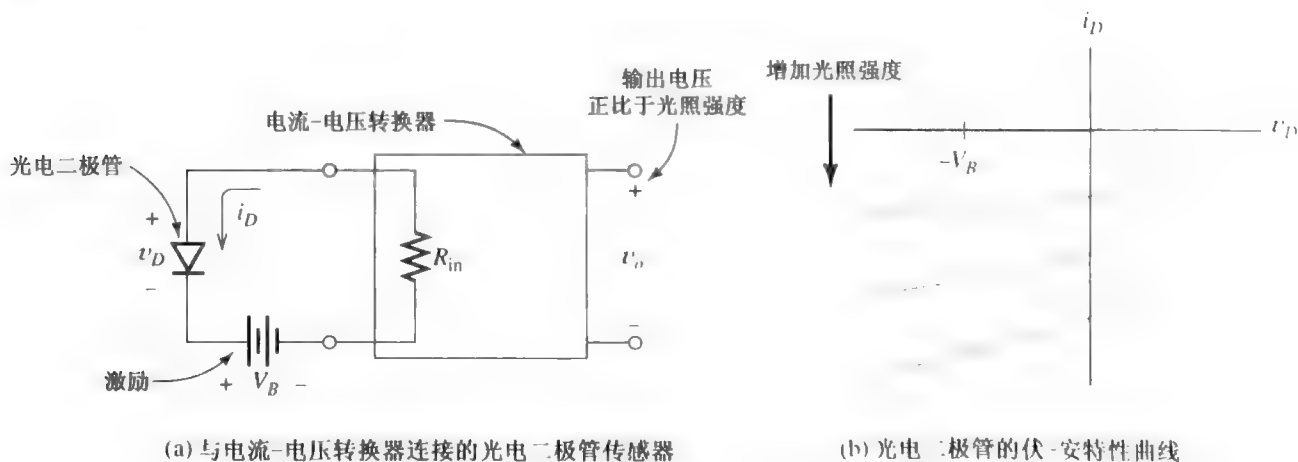 i_D
增加光照强度
输出电压
正比于光照强度
电流-电压转换器
光电二极管
v_D
-V_B
+
+
i_D
v_D
R_in
v_o
-
-
激励
+ V_B -
(a) 与电流-电压转换器连接的光电二极管传感器
(b) 光电二极管的伏-安特性曲线